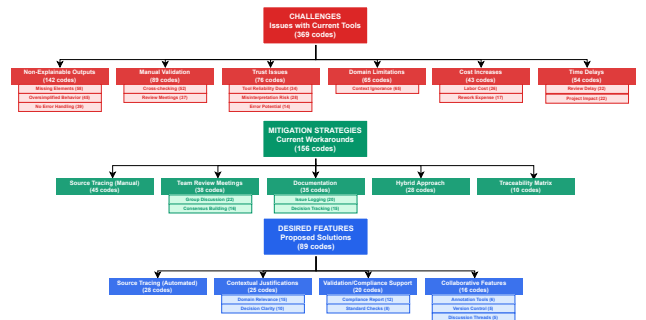 CHALLENGES
Issues with Current Tools
(369 codes)
Non-Explainable Outputs
(142 codes)
Missing Elements (58)
Oversimplified Behavior (45)
No Error Handling (39)
Manual Validation
(89 codes)
Cross-checking (52)
Review Meetings (37)
Trust Issues
(76 codes)
Tool Reliability Doubt (34)
Misinterpretation Risk (28)
Error Potential (14)
Domain Limitations
(65 codes)
Context Ignorance (65)
Cost Increases
(43 codes)
Labor Cost (26)
Rework Expense (17)
Time Delays
(54 codes)
Review Delay (32)
Project Impact (22)
MITIGATION STRATEGIES
Current Workarounds
(156 codes)
Source Tracing (Manual)
(45 codes)
Team Review Meetings
(38 codes)
Group Discussion (22)
Consensus Building (16)
Documentation
(35 codes)
Issue Logging (20)
Decision Tracking (15)
Hybrid Approach
(28 codes)
Traceability Matrix
(10 codes)
DESIRED FEATURES
Proposed Solutions
(89 codes)
Source Tracing (Automated)
(28 codes)
Contextual Justifications
(25 codes)
Domain Relevance (15)
Decision Clarity (10)
Validation/Compliance Support
(20 codes)
Compliance Report (12)
Standard Checks (8)
Collaborative Features
(16 codes)
Annotation Tools (6)
Version Control (5)
Discussion Threads (5)